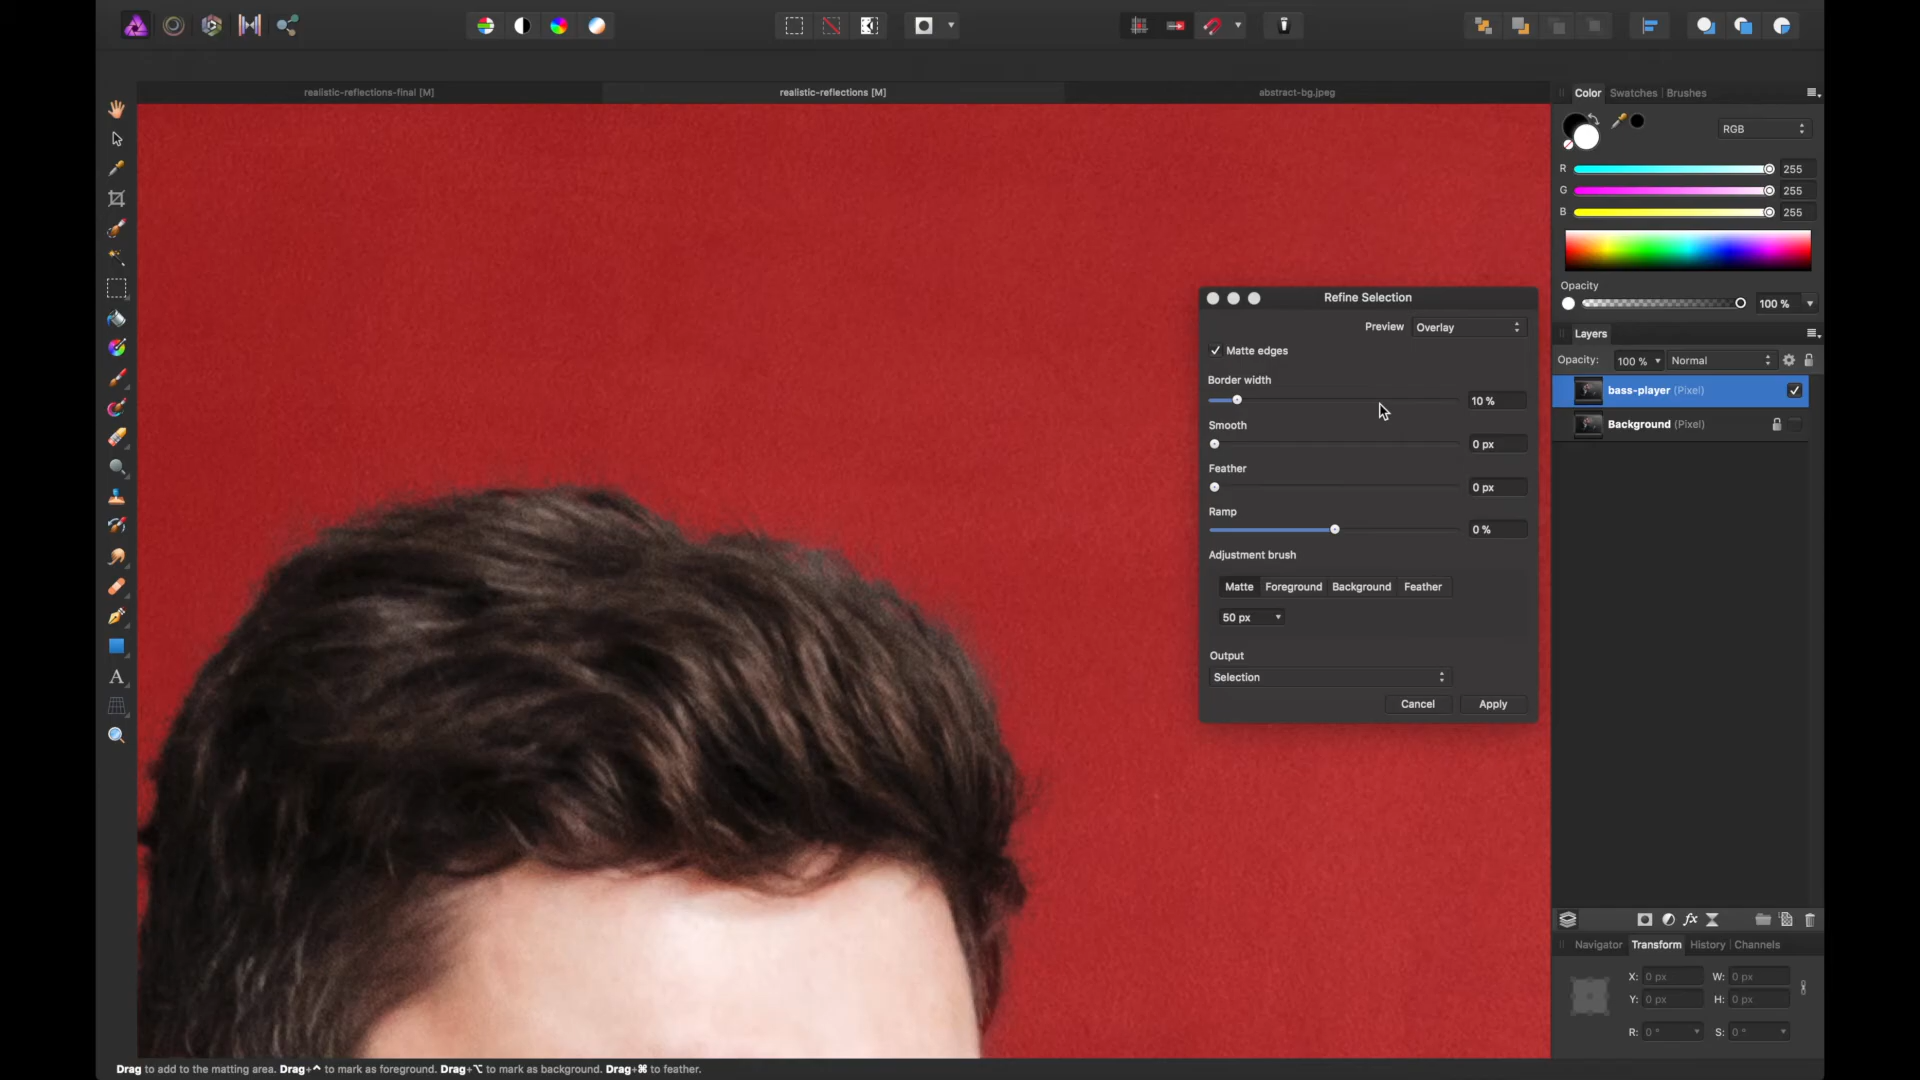 realistic-reflections-final [M]
realistic-reflections [M]
abstract-bg.jpeg
Color
Swatches
Brushes
RGB
R
255
G
255
B
255
Opacity
100 %
Layers
Opacity:
100 %
Normal
bass-player (Pixel)
Background (Pixel)
Refine Selection
Preview
Overlay
Matte edges
Border width
10 %
Smooth
0 px
Feather
0 px
Ramp
0 %
Adjustment brush
Matte
Foreground
Background
Feather
50 px
Output
Selection
Cancel
Apply
A
fx
Navigator
Transform
History
Channels
X:
0 px
W:
0 px
Y:
0 px
H:
0 px
R:
0 °
S:
0 °
Drag to add to the matting area. Drag+⌃ to mark as foreground. Drag+⌥ to mark as background. Drag+⌘ to feather.